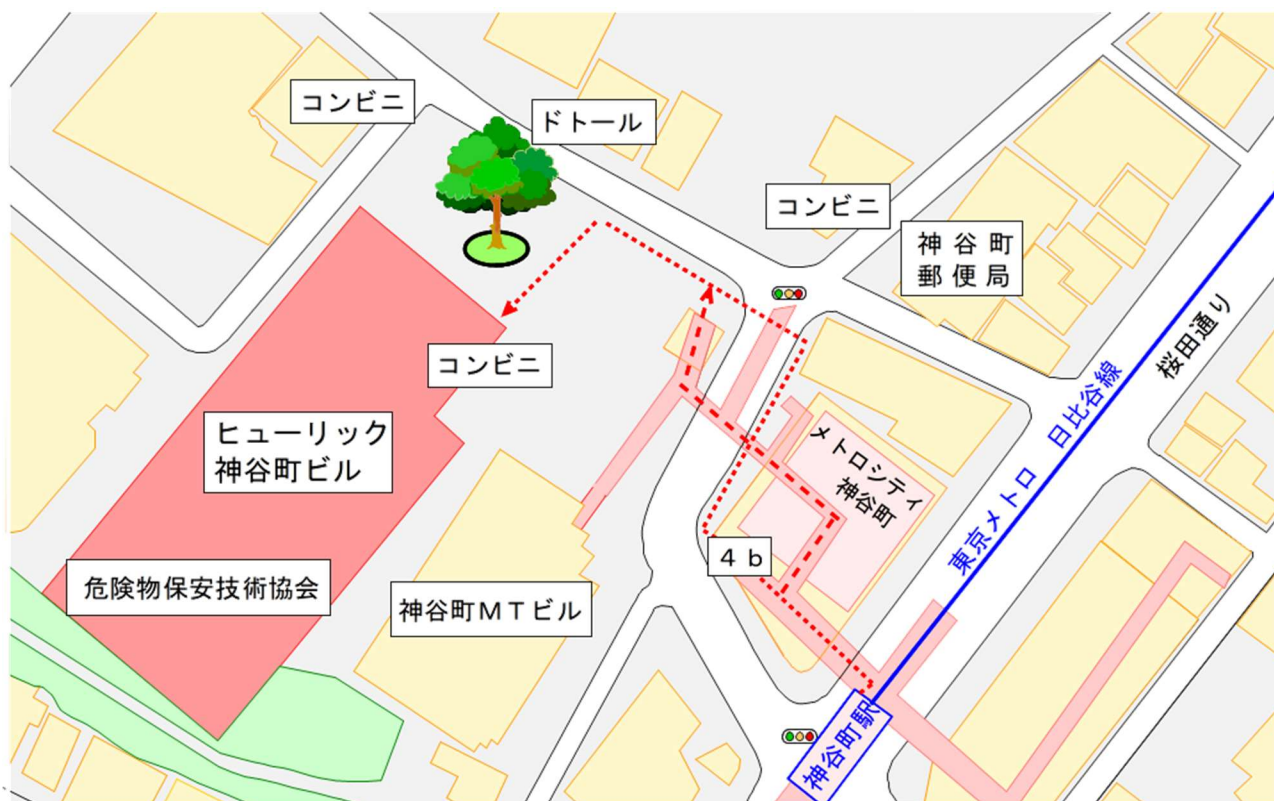 コンビニ
ドトール
コンビニ
神谷町
郵便局
桜田通り
コンビニ
東京メトロ 日比谷線
ヒューリック
神谷町ビル
メトロシティ
神谷町
４ｂ
危険物保安技術協会
神谷町ＭＴビル
神谷町駅